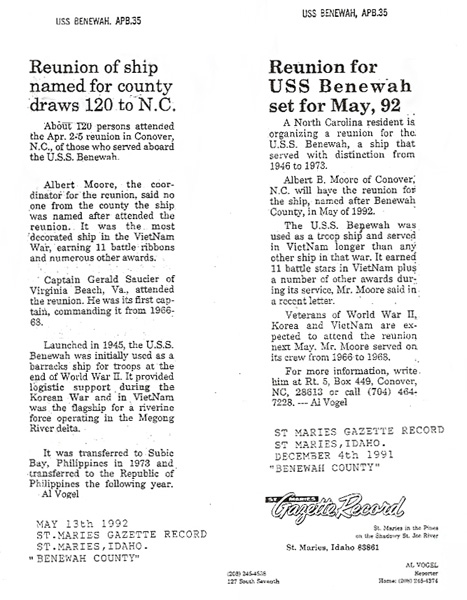 USS BENEWAH. APB.35
Reunion of ship
named for county
draws 120 to N.C.
About 120 persons attended
the Apr. 2-5 reunion in Conover,
N.C., of those who served aboard
the U.S.S. Benewah.
Albert Moore, the coor-
dinator for the reunion, said no
one from the county the ship
was named after attended the
reunion. It was the most
decorated ship in the VietNam
War, earning 11 battle ribbons
and numerous other awards.
Captain Gerald Saucier of
Virginia Beach, Va., attended
the reunion. He was its first cap-
tain, commanding it from 1966-
68.
Launched in 1945, the U.S.S.
Benewah was initially used as a
barracks ship for troops at the
end of World War II. It provided
logistic support during the
Korean War and in VietNam
was the flagship for a riverine
force operating in the Megong
River delta.
It was transferred to Subic
Bay, Philippines in 1973 and
transferred to the Republic of
Philippines the following year.
Al Vogel
MAY 13th 1992
ST.MARIES GAZETTE RECORD
ST.MARIES,IDAHO.
"BENEWAH COUNTY"
USS BENEWAH, APB.35
Reunion for
USS Benewah
set for May, 92
A North Carolina resident is
organizing a reunion for the
U.S.S. Benewah, a ship that
served with distinction from
1946 to 1973.
Albert B. Moore of Conover,
N.C. will have the reunion for
the ship, named after Benewah
County, in May of 1992.
The U.S.S. Benewah was
used as a troop ship and served
in VietNam longer than any
other ship in that war. It earned
11 battle stars in VietNam plus
a number of other awards dur-
ing its service, Mr. Moore said in
a recent letter.
Veterans of World War II,
Korea and VietNam are ex-
pected to attend the reunion
next May. Mr. Moore served on
its crew from 1966 to 1968.
For more information, write
him at Rt. 5, Box 449, Conover,
NC, 28613 or call (704) 464-
7228. --- Al Vogel
ST MARIES GAZETTE RECORD
ST MARIES,IDAHO.
DECEMBER 4th 1991
"BENEWAH COUNTY"
ST. MARIES
Gazette Record
St. Maries in the Pines
on the Shadowy St. Joe River
St. Maries, Idaho 83861
(208) 245-4538
127 South Seventh
AL VOGEL
Reporter
Home: (208) 245-4374